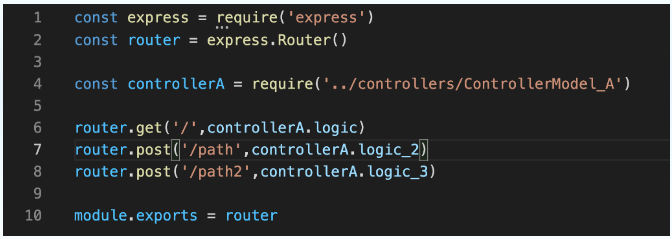 1 const express = require('express')
2 const router = express.Router()
3
4 const controllerA = require('../controllers/ControllerModel_A')
5
6 router.get('/',controllerA.logic)
7 router.post('/path',controllerA.logic_2)
8 router.post('/path2',controllerA.logic_3)
9
10 module.exports = router